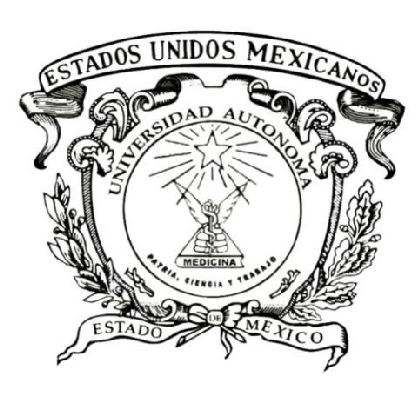 ESTADOS UNIDOS MEXICANOS
UNIVERSIDAD AUTONOMA
MEDICINA
PATRIA, CIENCIA Y TRABAJO
ESTADO DE MEXICO